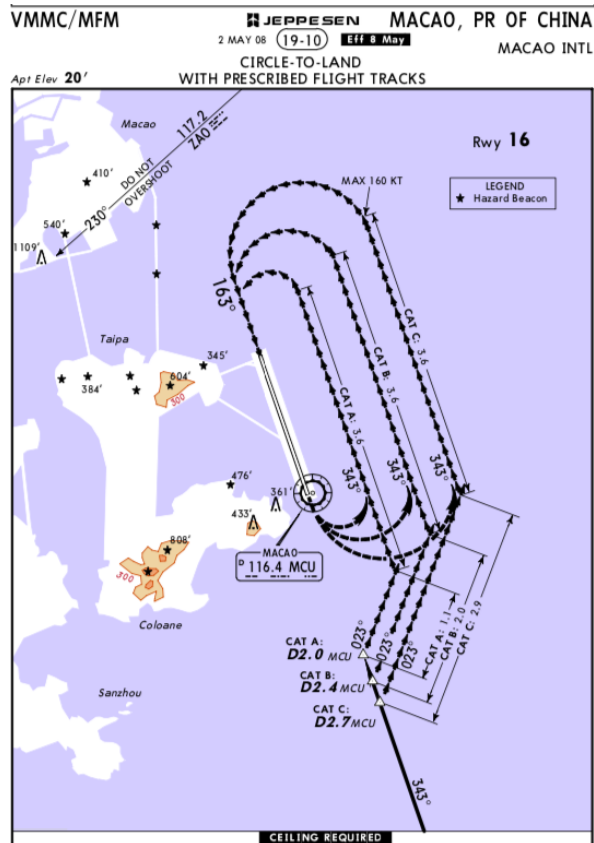 VMMC/MFM
JEPPESEN
MACAO, PR OF CHINA
2 MAY 08
19-10
Eff 8 May
MACAO INTL
CIRCLE-TO-LAND
Apt Elev 20'
WITH PRESCRIBED FLIGHT TRACKS
Macao
117.2
ZAO
Rwy 16
DO NOT
OVERSHOOT
230°
410'
MAX 160 KT
LEGEND
Hazard Beacon
540'
1109'
163°
CAT C: 3.6
CAT B: 3.6
CAT A: 3.6
Taipa
345'
604'
384'
300
343°
343°
343°
476'
361'
433'
MACAO
D 116.4 MCU
808'
300
Coloane
CAT A: 1.1
CAT B: 2.0
CAT C: 2.9
023°
023°
023°
CAT A:
D2.0 MCU
CAT B:
D2.4 MCU
CAT C:
D2.7 MCU
Sanzhou
343°
CEILING REQUIRED